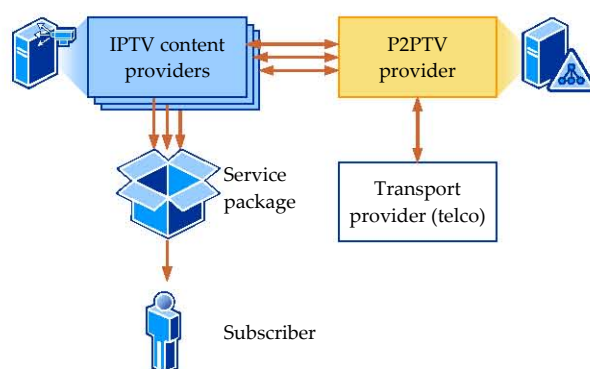 IPTV content
providers
P2PTV
provider
Service
package
Transport
provider (telco)
Subscriber